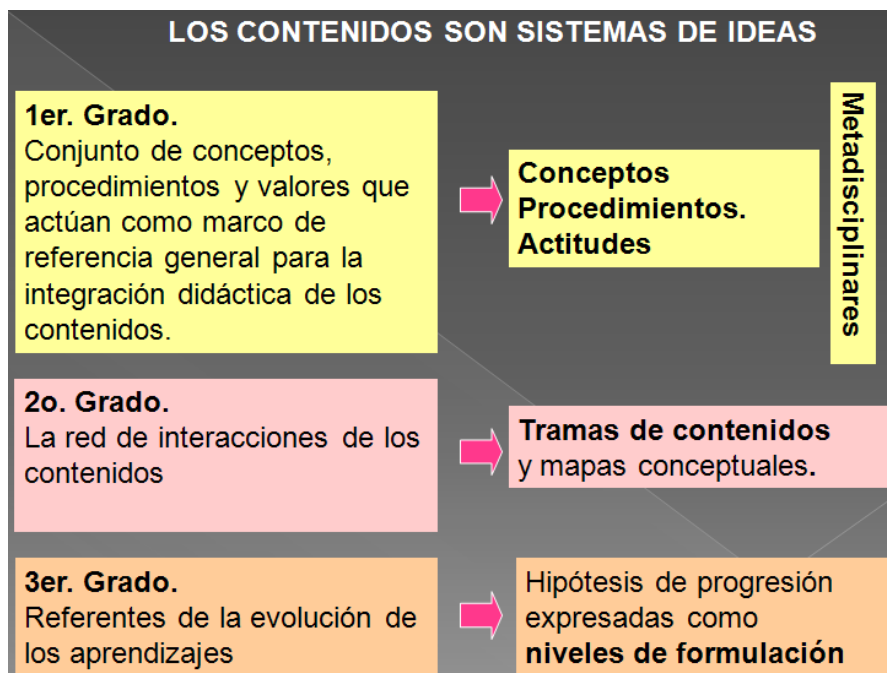 LOS CONTENIDOS SON SISTEMAS DE IDEAS
1er. Grado.
Conjunto de conceptos,
procedimientos y valores que
actúan como marco de
referencia general para la
integración didáctica de los
contenidos.
Conceptos
Procedimientos.
Actitudes
Metadisciplinares
2o. Grado.
La red de interacciones de los
contenidos
Tramas de contenidos
y mapas conceptuales.
3er. Grado.
Referentes de la evolución de
los aprendizajes
Hipótesis de progresión
expresadas como
niveles de formulación